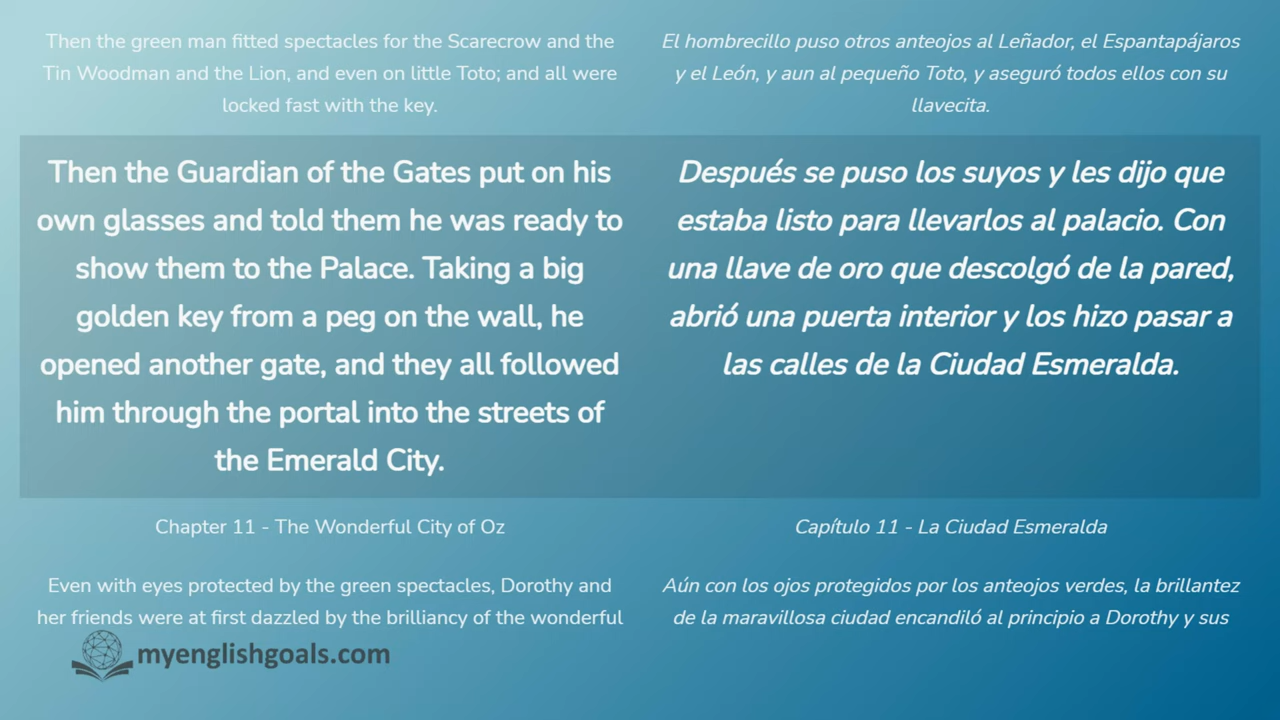 Then the green man fitted spectacles for the Scarecrow and the
Tin Woodman and the Lion, and even on little Toto; and all were
locked fast with the key.
El hombrecillo puso otros anteojos al Leñador, el Espantapájaros
y el León, y aun al pequeño Toto, y aseguró todos ellos con su
llavecita.
Then the Guardian of the Gates put on his
own glasses and told them he was ready to
show them to the Palace. Taking a big
golden key from a peg on the wall, he
opened another gate, and they all followed
him through the portal into the streets of
the Emerald City.
Después se puso los suyos y les dijo que
estaba listo para llevarlos al palacio. Con
una llave de oro que descolgó de la pared,
abrió una puerta interior y los hizo pasar a
las calles de la Ciudad Esmeralda.
Chapter 11 - The Wonderful City of Oz
Capítulo 11 - La Ciudad Esmeralda
Even with eyes protected by the green spectacles, Dorothy and
her friends were at first dazzled by the brilliancy of the wonderful
Aún con los ojos protegidos por los anteojos verdes, la brillantez
de la maravillosa ciudad encandiló al principio a Dorothy y sus
myenglishgoals.com